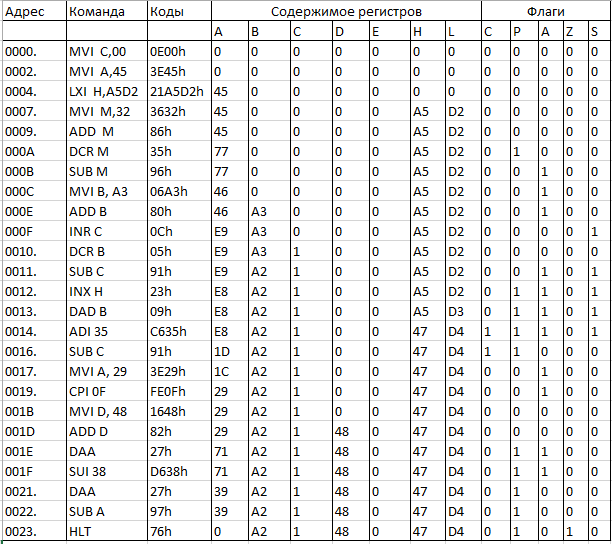 Адрес Команда Коды Содержимое регистров Флаги
A B C D E H L C P A Z S
0000. MVI C,00 0E00h 0 0 0 0 0 0 0 0 0 0 0 0
0002. MVI A,45 3E45h 0 0 0 0 0 0 0 0 0 0 0 0
0004. LXI H,A5D2 21A5D2h 45 0 0 0 0 0 0 0 0 0 0 0
0007. MVI M,32 3632h 45 0 0 0 0 A5 D2 0 0 0 0 0
0009. ADD M 86h 45 0 0 0 0 A5 D2 0 0 0 0 0
000A DCR M 35h 77 0 0 0 0 A5 D2 0 1 0 0 0
000B SUB M 96h 77 0 0 0 0 A5 D2 0 0 1 0 0
000C MVI B, A3 06A3h 46 0 0 0 0 A5 D2 0 0 1 0 0
000E ADD B 80h 46 A3 0 0 0 A5 D2 0 0 1 0 0
000F INR C 0Ch E9 A3 0 0 0 A5 D2 0 0 0 0 1
0010. DCR B 05h E9 A3 1 0 0 A5 D2 0 0 0 0 0
0011. SUB C 91h E9 A2 1 0 0 A5 D2 0 0 1 0 1
0012. INX H 23h E8 A2 1 0 0 A5 D2 0 1 1 0 1
0013. DAD B 09h E8 A2 1 0 0 A5 D3 0 1 1 0 1
0014. ADI 35 C635h E8 A2 1 0 0 47 D4 1 1 1 0 1
0016. SUB C 91h 1D A2 1 0 0 47 D4 1 1 0 0 0
0017. MVI A, 29 3E29h 1C A2 1 0 0 47 D4 0 0 1 0 0
0019. CPI 0F FE0Fh 29 A2 1 0 0 47 D4 0 0 1 0 0
001B MVI D, 48 1648h 29 A2 1 0 0 47 D4 0 1 0 0 0
001D ADD D 82h 29 A2 1 48 0 47 D4 0 1 0 0 0
001E DAA 27h 71 A2 1 48 0 47 D4 0 1 1 0 0
001F SUI 38 D638h 71 A2 1 48 0 47 D4 0 1 1 0 0
0021. DAA 27h 39 A2 1 48 0 47 D4 0 1 0 0 0
0022. SUB A 97h 39 A2 1 48 0 47 D4 0 1 0 0 0
0023. HLT 76h 0 A2 1 48 0 47 D4 0 1 0 1 0